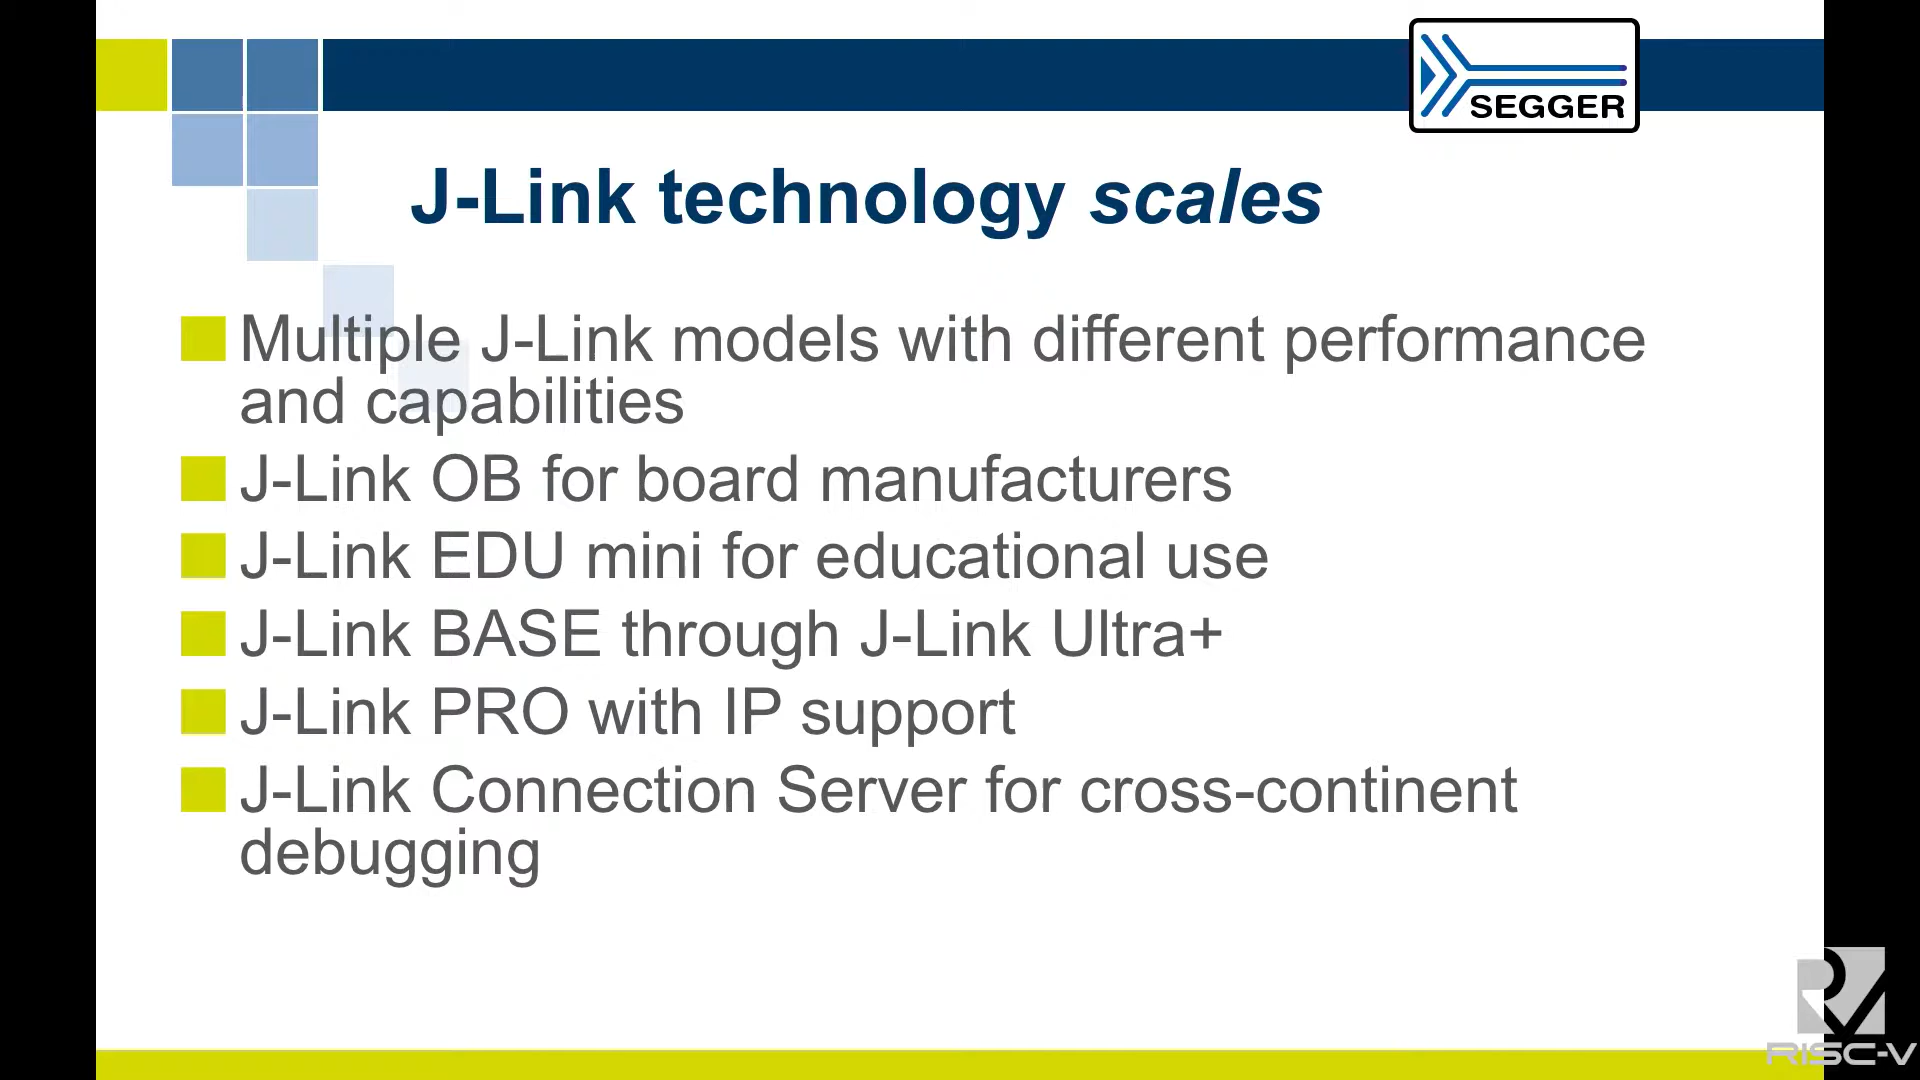 SEGGER
J-Link technology scales
Multiple J-Link models with different performance
and capabilities
J-Link OB for board manufacturers
J-Link EDU mini for educational use
J-Link BASE through J-Link Ultra+
J-Link PRO with IP support
J-Link Connection Server for cross-continent
debugging
RISC-V